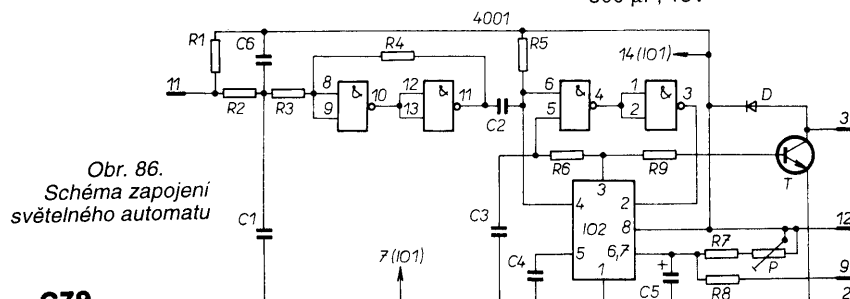 4001
R1
C6
R4
R5
14(IO1)
11
R2
R3
8
9
&
10
12
13
&
11
C2
6
5
&
4
1
2
&
3
D
3
T
Obr. 86.
Schéma zapojení
světelného automatu
R6
R9
C1
C3
3
4
2
IO2
8
5
6,7
1
12
7(IO1)
C4
R7
P
9
+
C5
R8
2